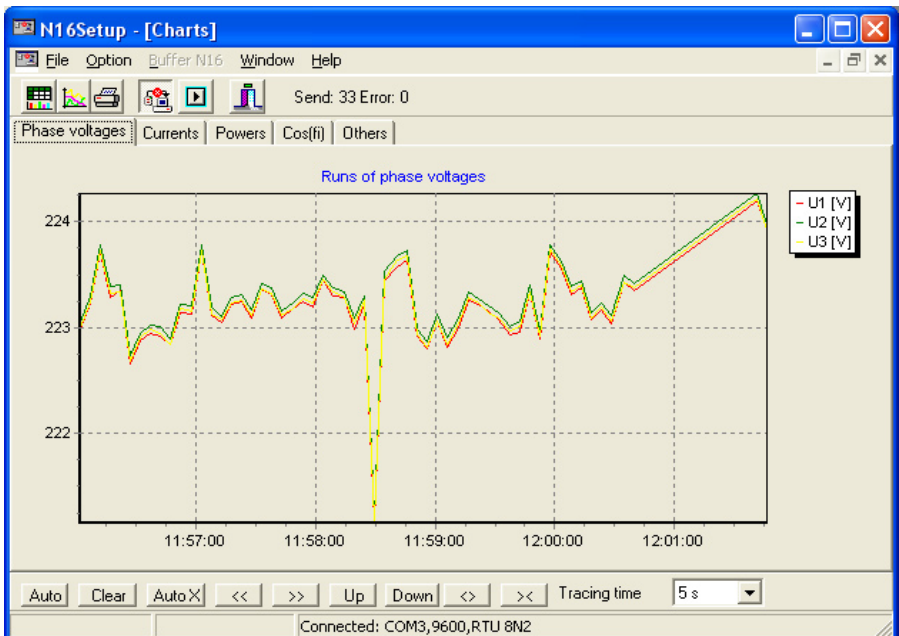 N16Setup - [Charts]
File Option Buffer N16 Window Help
Send: 33 Error: 0
Phase voltages Currents Powers Cos(fi) Others
Runs of phase voltages
224
223
222
U1 [V]
U2 [V]
U3 [V]
11:57:00 11:58:00 11:59:00 12:00:00 12:01:00
Auto Clear Auto X << >> Up Down <> >< Tracing time 5 s
Connected: COM3,9600,RTU 8N2